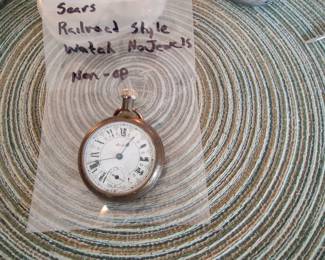 Sears
Railroad Style
Watch No Jewels
Non-op